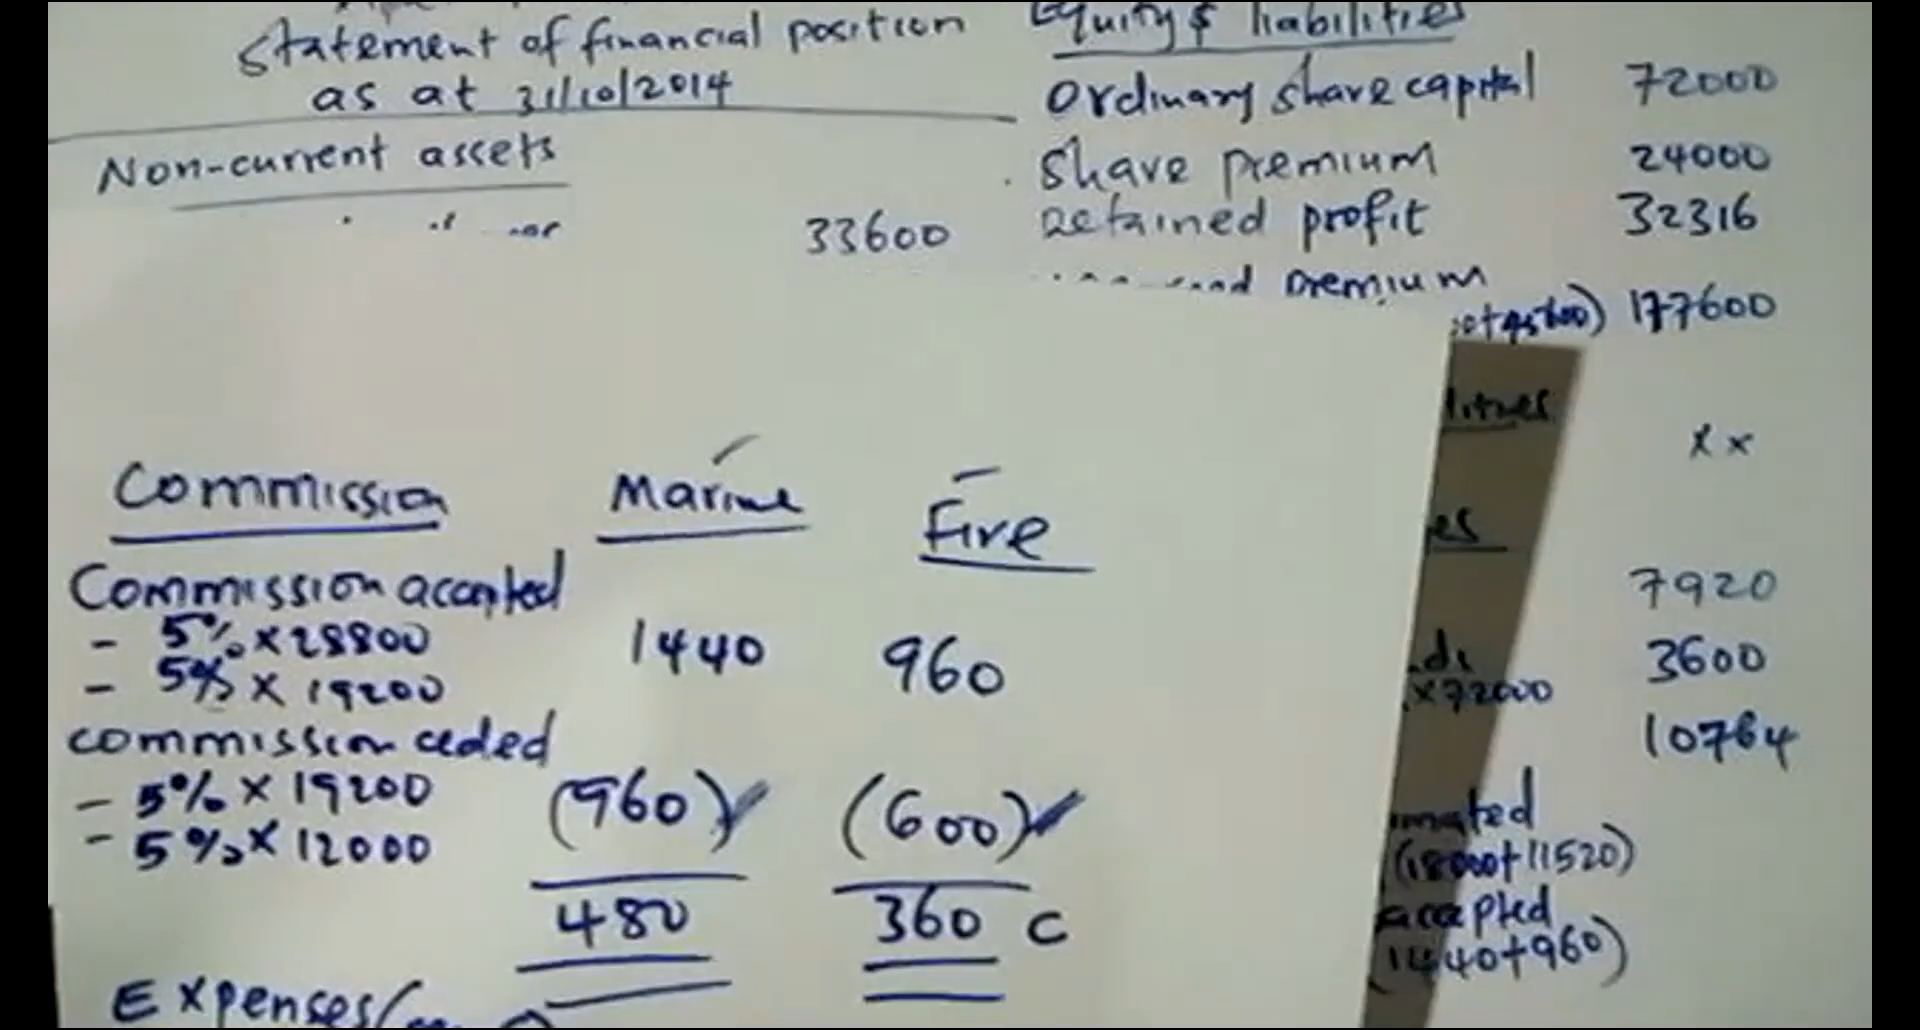 Statement of financial position
as at 31/10/2014
Non-current assets
33600
Equity & liabilities
Ordinary share capital 72000
Share premium 24000
Retained profit 32316
premium
177600
xx
7920
3600
x72000
10764
(18000+11520)
accepted
(1440+960)
Commission Marine Fire
Commission accepted
- 5% x 28800 1440 960
- 5% x 19200
commission ceded
- 5% x 19200 (960) (600)
- 5% x 12000
480 360 C
Expenses